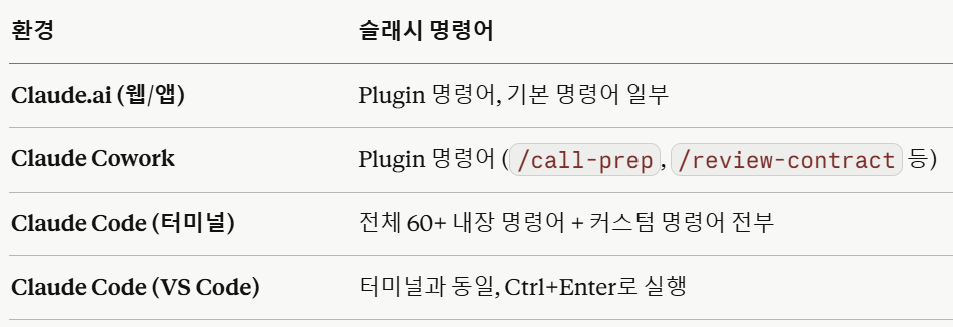 환경 슬래시 명령어
Claude.ai (웹/앱) Plugin 명령어, 기본 명령어 일부
Claude Cowork Plugin 명령어 (/call-prep, /review-contract 등)
Claude Code (터미널) 전체 60+ 내장 명령어 + 커스텀 명령어 전부
Claude Code (VS Code) 터미널과 동일, Ctrl+Enter로 실행